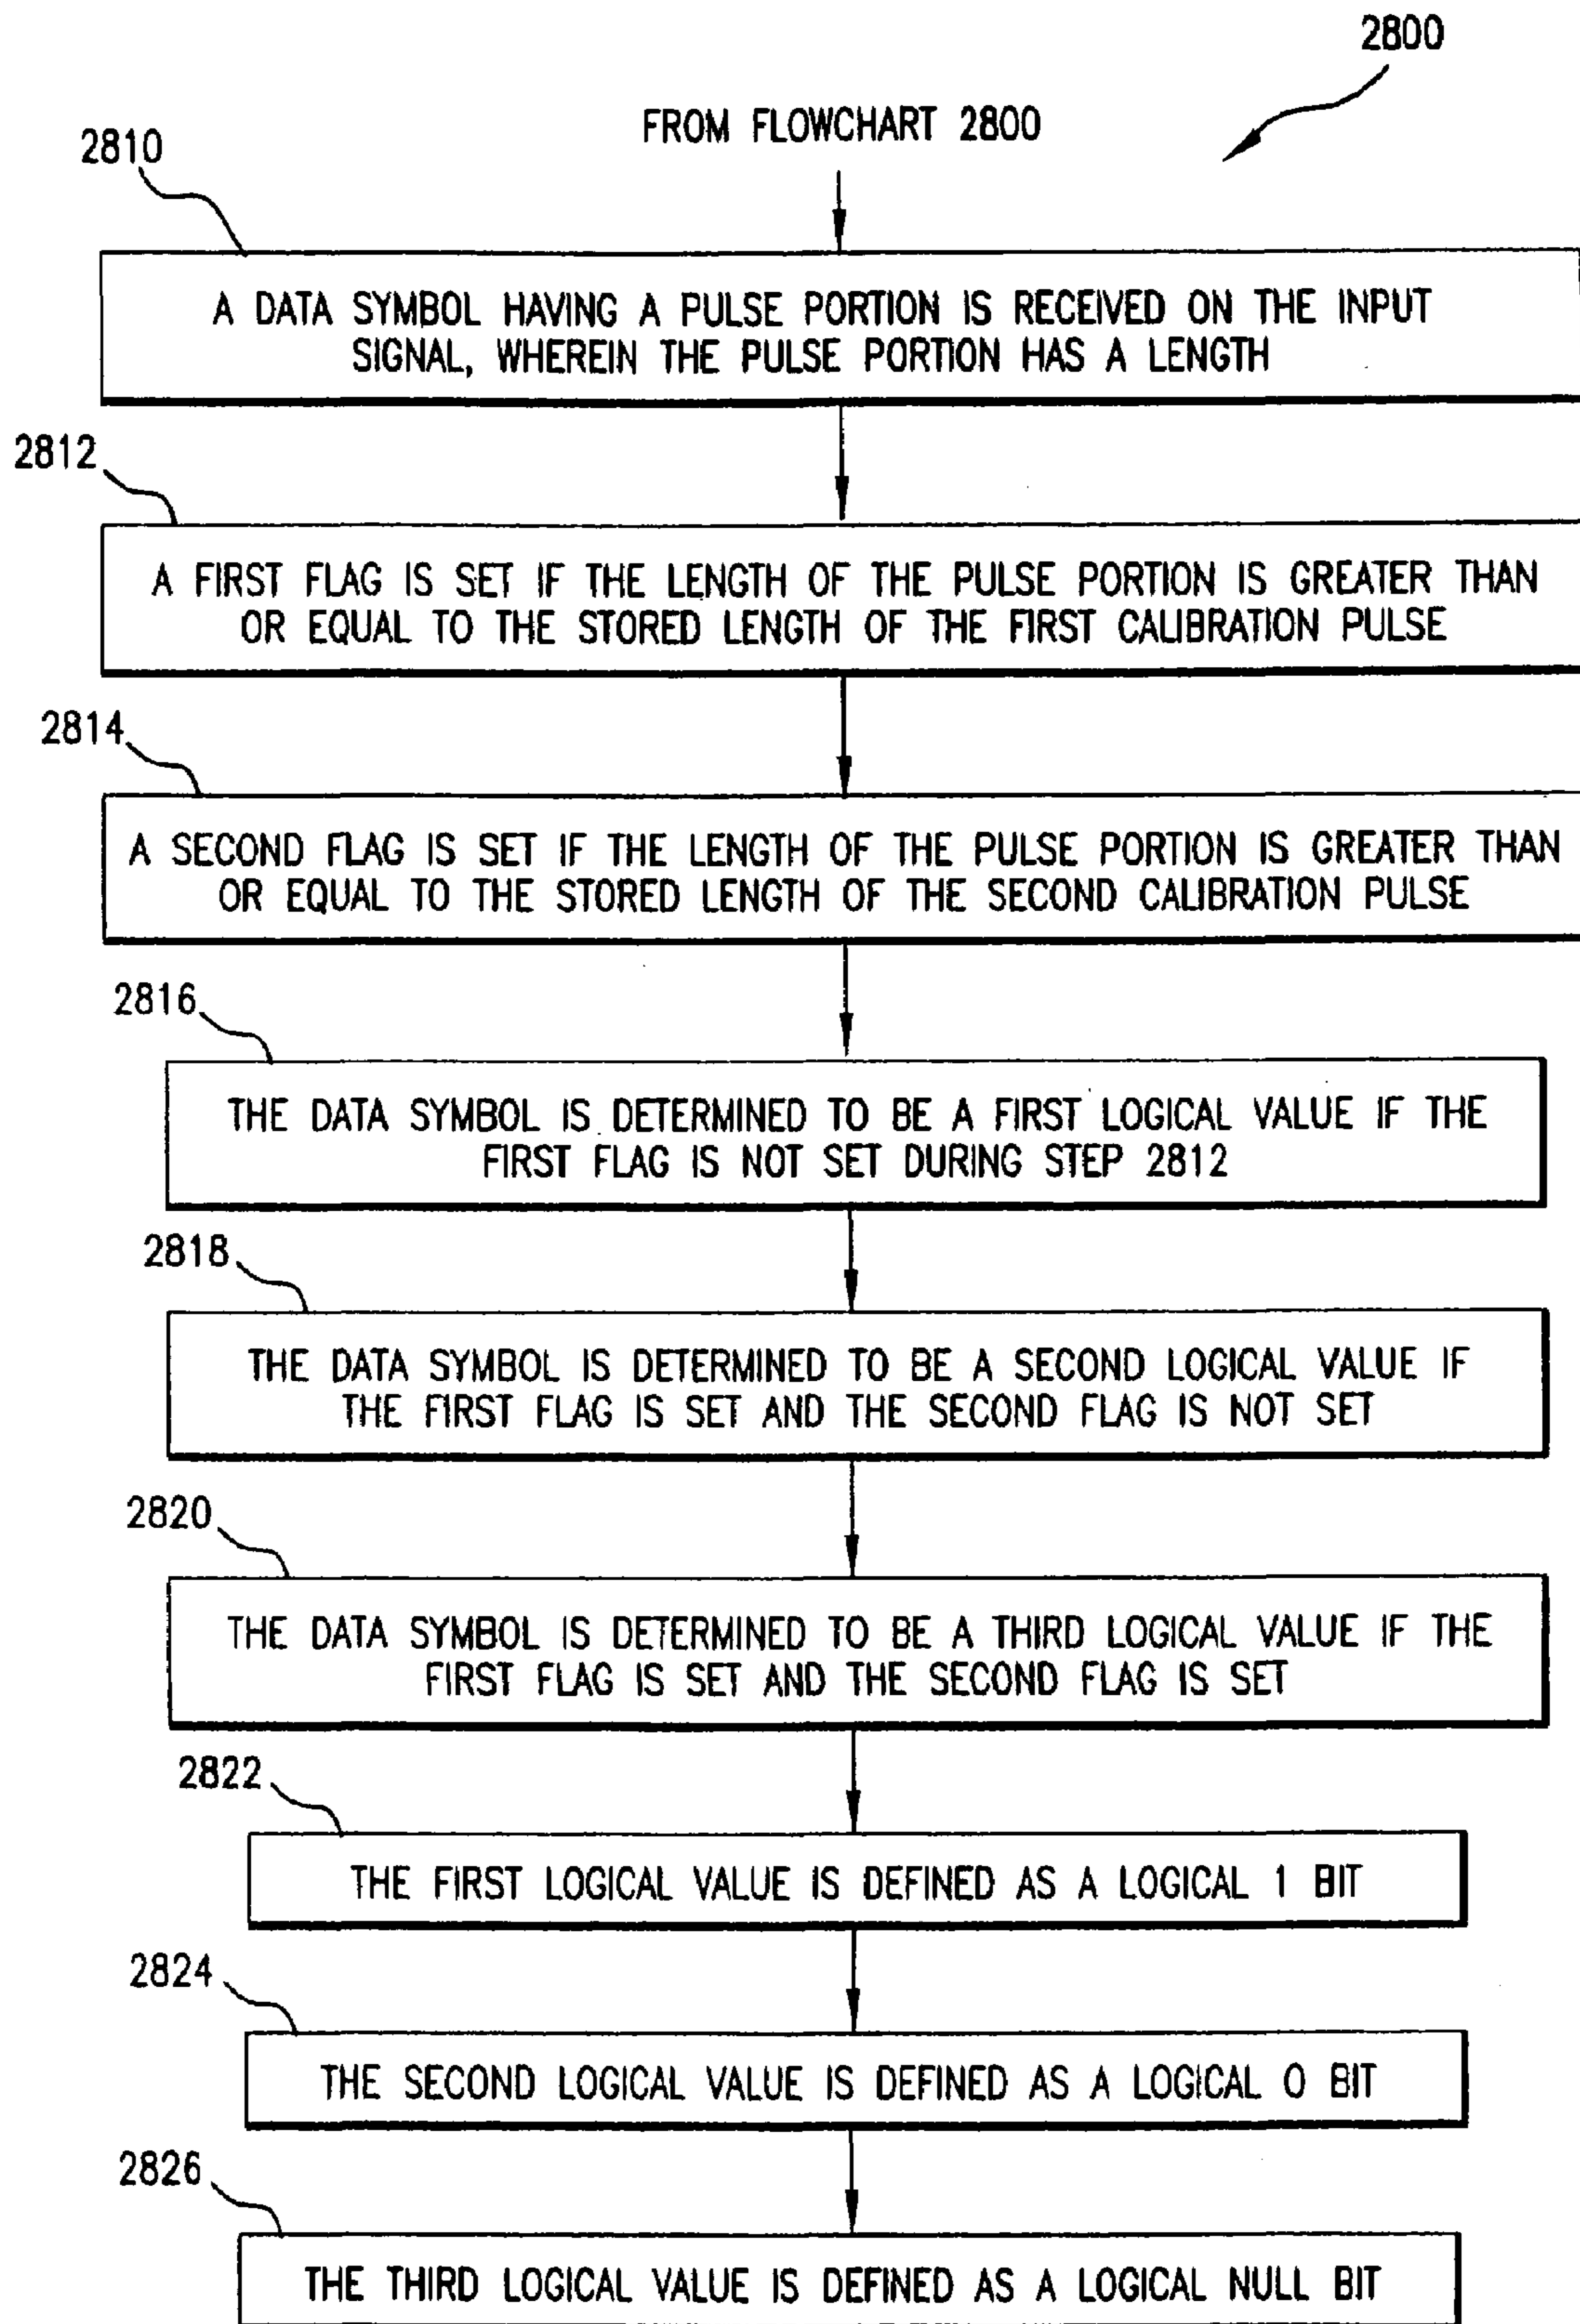 2800
FROM FLOWCHART 2800
2810
A DATA SYMBOL HAVING A PULSE PORTION IS RECEIVED ON THE INPUT
SIGNAL, WHEREIN THE PULSE PORTION HAS A LENGTH
2812
A FIRST FLAG IS SET IF THE LENGTH OF THE PULSE PORTION IS GREATER THAN
OR EQUAL TO THE STORED LENGTH OF THE FIRST CALIBRATION PULSE
2814
A SECOND FLAG IS SET IF THE LENGTH OF THE PULSE PORTION IS GREATER THAN
OR EQUAL TO THE STORED LENGTH OF THE SECOND CALIBRATION PULSE
2816
THE DATA SYMBOL IS DETERMINED TO BE A FIRST LOGICAL VALUE IF THE
FIRST FLAG IS NOT SET DURING STEP 2812
2818
THE DATA SYMBOL IS DETERMINED TO BE A SECOND LOGICAL VALUE IF
THE FIRST FLAG IS SET AND THE SECOND FLAG IS NOT SET
2820
THE DATA SYMBOL IS DETERMINED TO BE A THIRD LOGICAL VALUE IF THE
FIRST FLAG IS SET AND THE SECOND FLAG IS SET
2822
THE FIRST LOGICAL VALUE IS DEFINED AS A LOGICAL 1 BIT
2824
THE SECOND LOGICAL VALUE IS DEFINED AS A LOGICAL 0 BIT
2826
THE THIRD LOGICAL VALUE IS DEFINED AS A LOGICAL NULL BIT